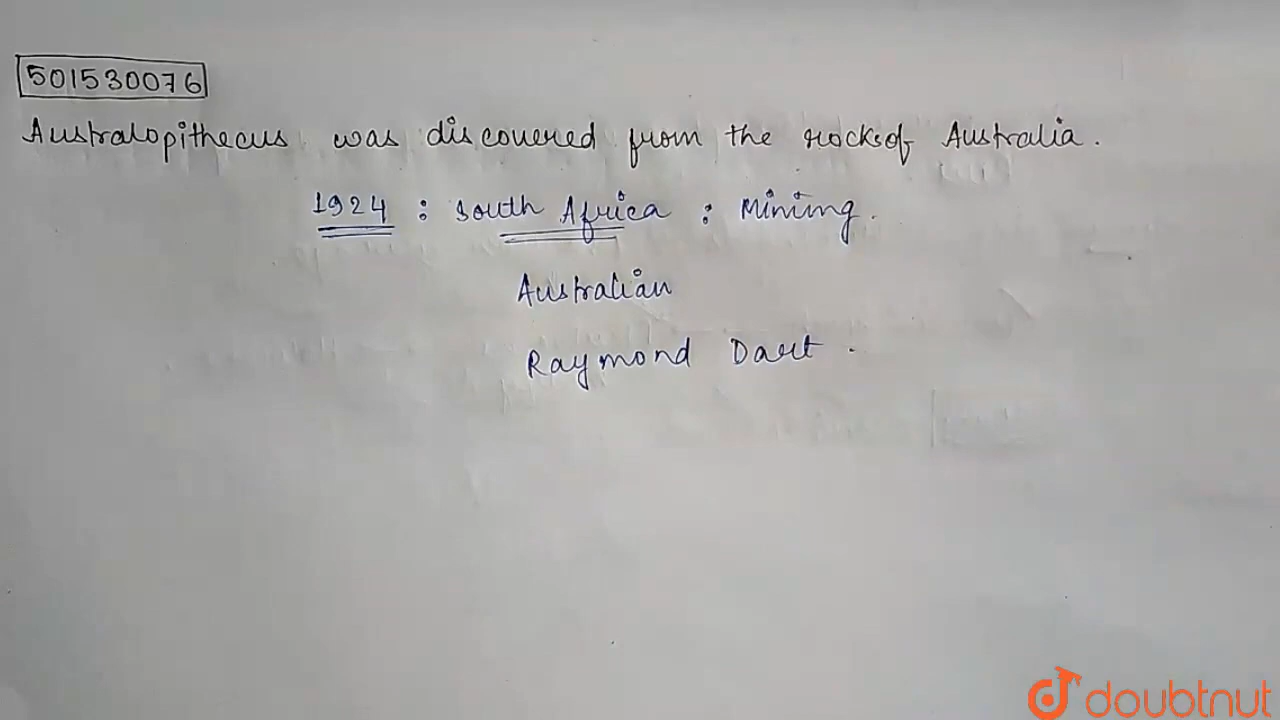 501530076
Australopithecus was discovered from the rocks of Australia.
1924 : South Africa : Mining.
Australian
Raymond Dart.
doubtnut